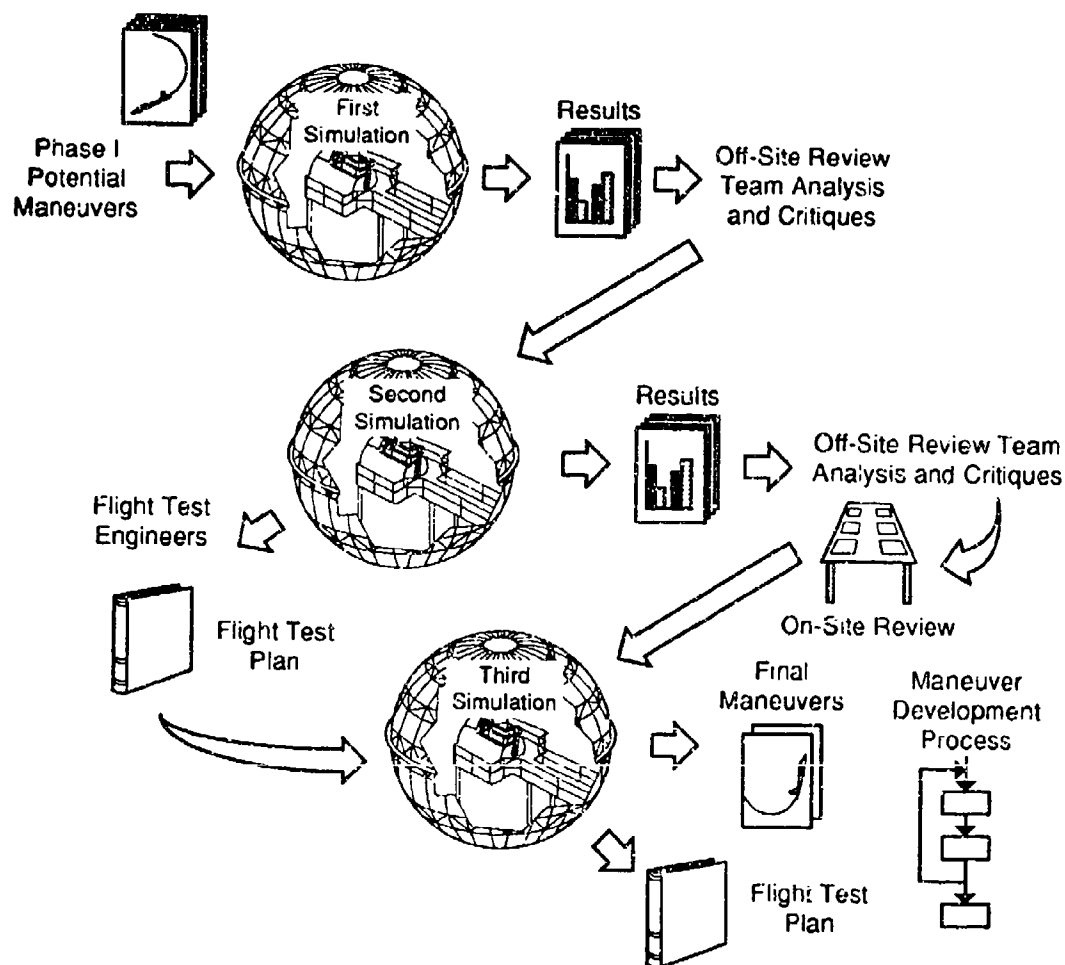 Phase I
Potential
Maneuvers
First
Simulation
Results
Off-Site Review
Team Analysis
and Critiques
Second
Simulation
Results
Off-Site Review Team
Analysis and Critiques
On-Site Review
Flight Test
Engineers
Flight Test
Plan
Third
Simulation
Final
Maneuvers
Maneuver
Development
Process
Flight Test
Plan